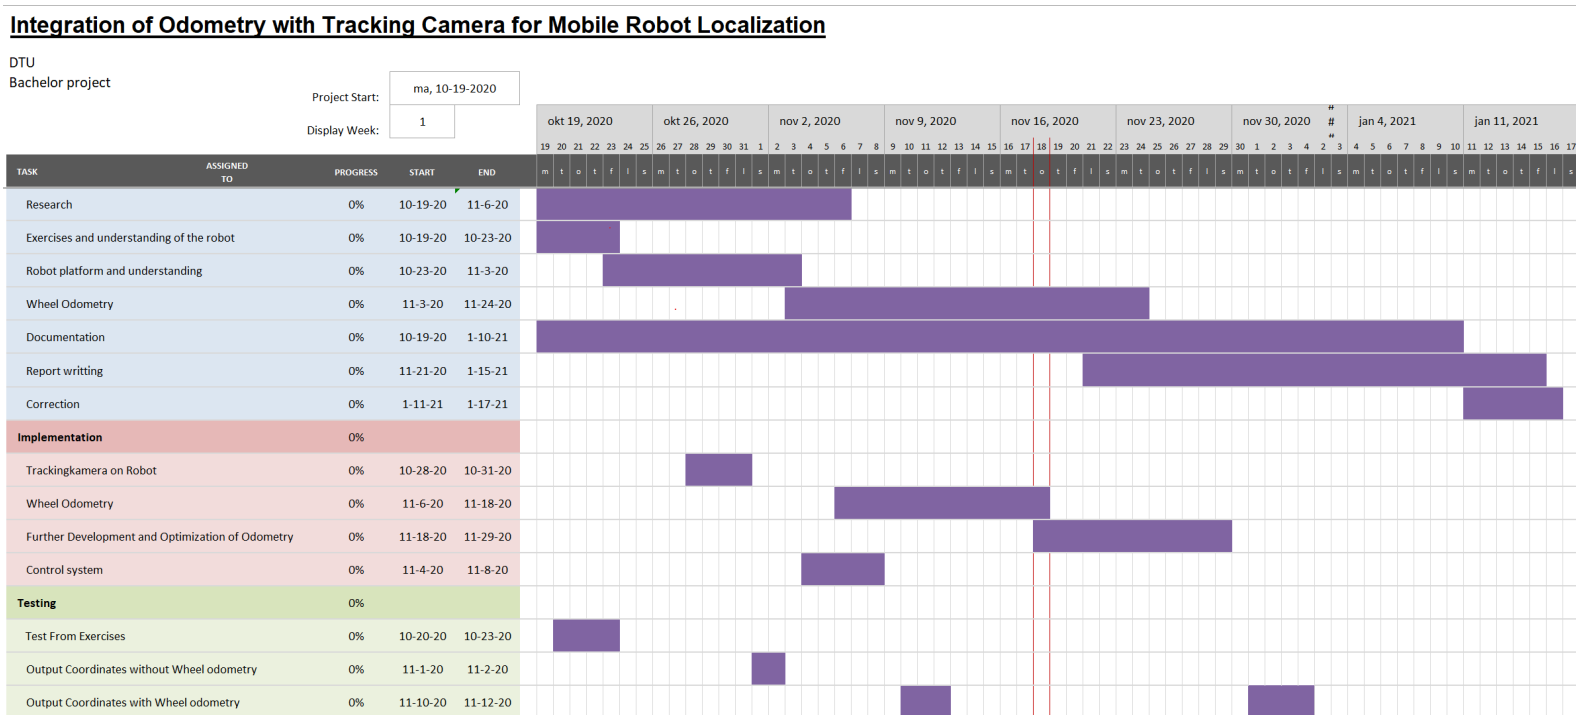 Integration of Odometry with Tracking Camera for Mobile Robot Localization
DTU
Bachelor project
Project Start: ma, 10-19-2020
Display Week: 1
okt 19, 2020 okt 26, 2020 nov 2, 2020 nov 9, 2020 nov 16, 2020 nov 23, 2020 nov 30, 2020 # # # jan 4, 2021 jan 11, 2021
19 20 21 22 23 24 25 26 27 28 29 30 31 1 2 3 4 5 6 7 8 9 10 11 12 13 14 15 16 17 18 19 20 21 22 23 24 25 26 27 28 29 30 1 2 3 4 2 3 4 5 6 7 8 9 10 11 12 13 14 15 16 17
TASK ASSIGNED TO PROGRESS START END m t o t f l s m t o t f l s m t o t f l s m t o t f l s m t o t f l s m t o t f l s m t o t f l s m t o t f l s m t o t f l s
Research 0% 10-19-20 11-6-20
Exercises and understanding of the robot 0% 10-19-20 10-23-20
Robot platform and understanding 0% 10-23-20 11-3-20
Wheel Odometry 0% 11-3-20 11-24-20
Documentation 0% 10-19-20 1-10-21
Report writting 0% 11-21-20 1-15-21
Correction 0% 1-11-21 1-17-21
Implementation 0%
Trackingkamera on Robot 0% 10-28-20 10-31-20
Wheel Odometry 0% 11-6-20 11-18-20
Further Development and Optimization of Odometry 0% 11-18-20 11-29-20
Control system 0% 11-4-20 11-8-20
Testing 0%
Test From Exercises 0% 10-20-20 10-23-20
Output Coordinates without Wheel odometry 0% 11-1-20 11-2-20
Output Coordinates with Wheel odometry 0% 11-10-20 11-12-20